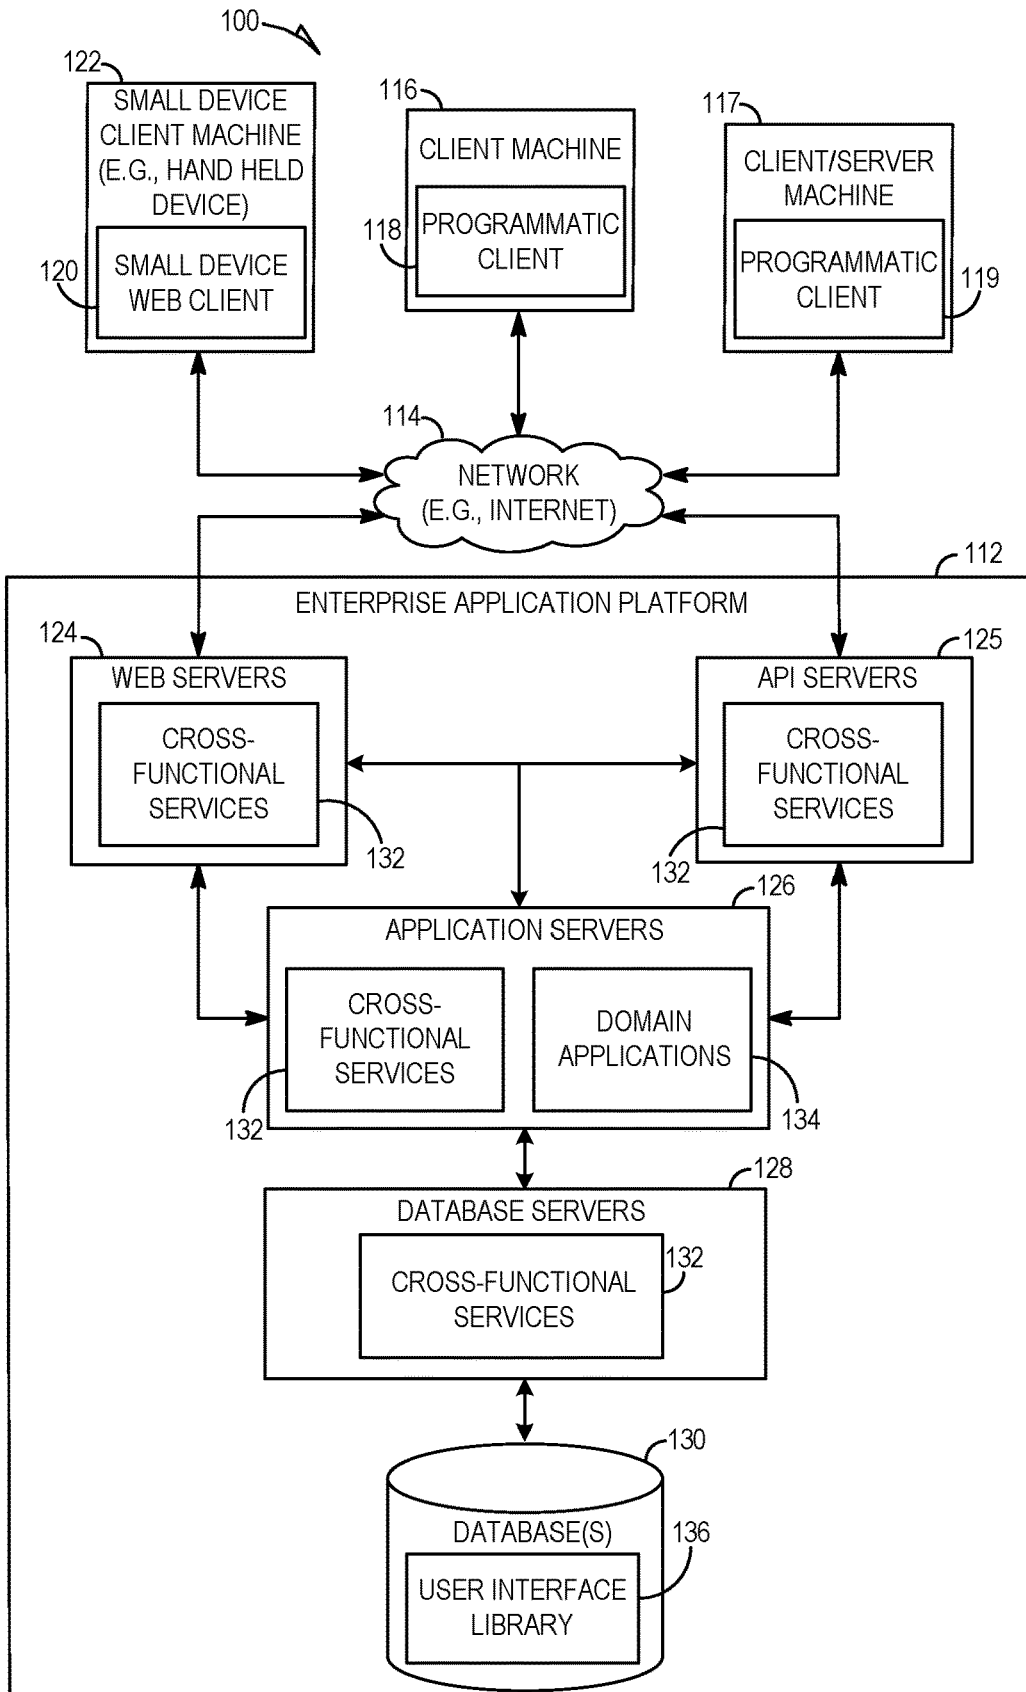 100
122
SMALL DEVICE
CLIENT MACHINE
(E.G., HAND HELD
DEVICE)
120
SMALL DEVICE
WEB CLIENT
116
CLIENT MACHINE
118
PROGRAMMATIC
CLIENT
117
CLIENT/SERVER
MACHINE
PROGRAMMATIC
CLIENT
119
114
NETWORK
(E.G., INTERNET)
112
ENTERPRISE APPLICATION PLATFORM
124
WEB SERVERS
CROSS-
FUNCTIONAL
SERVICES
132
125
API SERVERS
CROSS-
FUNCTIONAL
SERVICES
132
126
APPLICATION SERVERS
CROSS-
FUNCTIONAL
SERVICES
132
DOMAIN
APPLICATIONS
134
128
DATABASE SERVERS
132
CROSS-FUNCTIONAL
SERVICES
130
DATABASE(S)
136
USER INTERFACE
LIBRARY